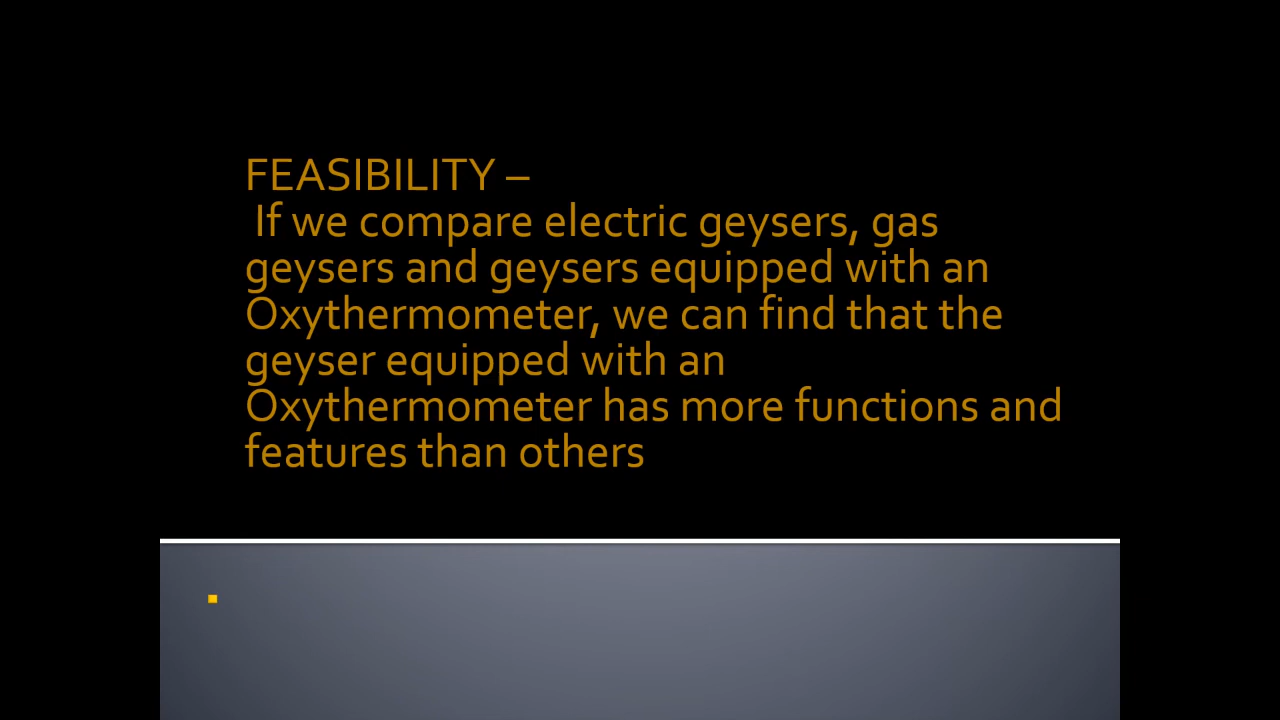 FEASIBILITY –
If we compare electric geysers, gas
geysers and geysers equipped with an
Oxythermometer, we can find that the
geyser equipped with an
Oxythermometer has more functions and
features than others